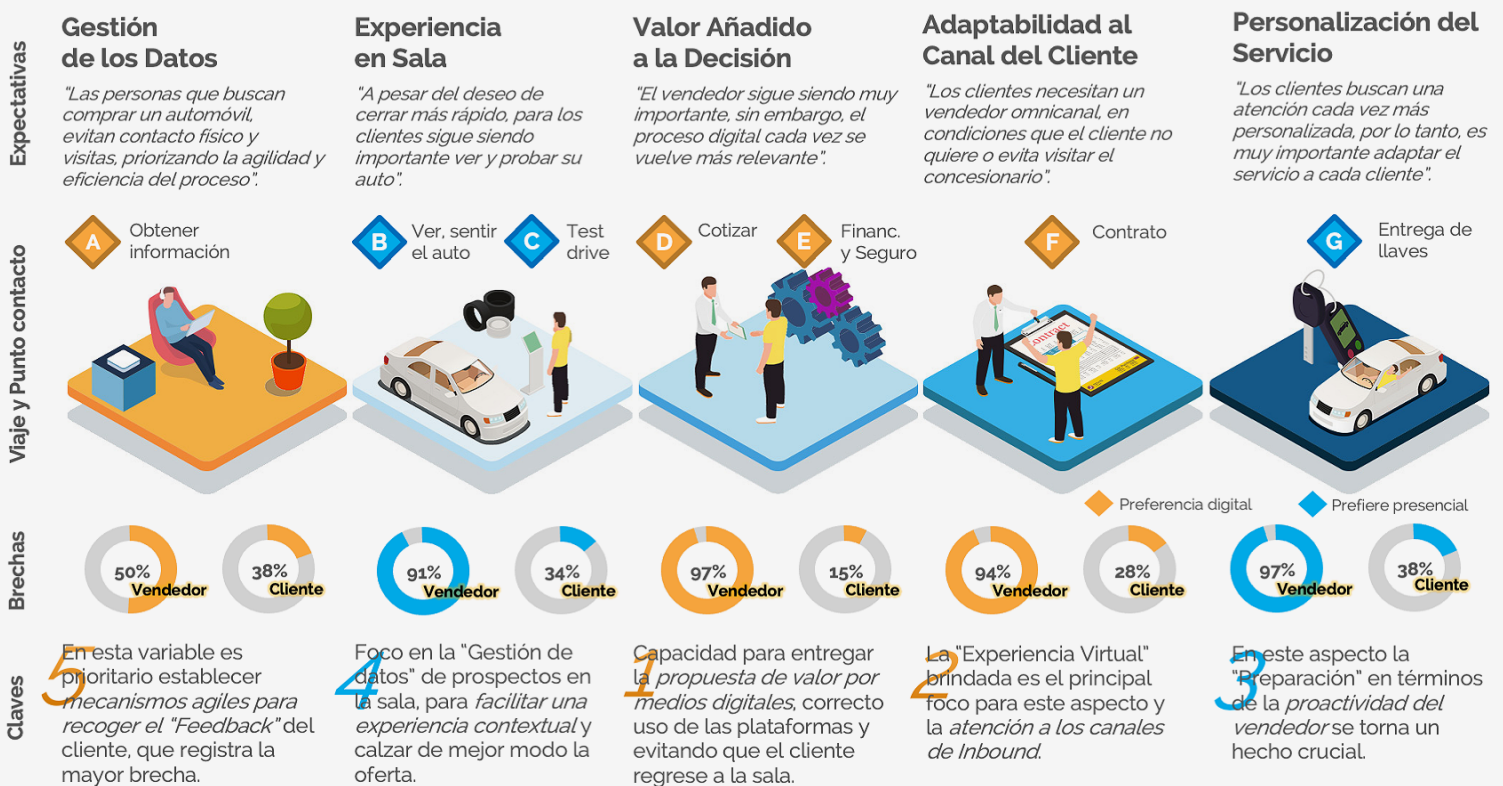 Expectativas
Gestión
de los Datos
"Las personas que buscan
comprar un automóvil,
evitan contacto físico y
visitas, priorizando la agilidad y
eficiencia del proceso".
Experiencia
en Sala
"A pesar del deseo de
cerrar más rápido, para los
clientes sigue siendo
importante ver y probar su
auto".
Valor Añadido
a la Decisión
"El vendedor sigue siendo muy
importante, sin embargo, el
proceso digital cada vez se
vuelve más relevante".
Adaptabilidad al
Canal del Cliente
"Los clientes necesitan un
vendedor omnicanal, en
condiciones que el cliente no
quiere o evita visitar el
concesionario".
Personalización del
Servicio
"Los clientes buscan una
atención cada vez más
personalizada, por lo tanto, es
muy importante adaptar el
servicio a cada cliente".
Viaje y Punto contacto
A
Obtener
información
B
Ver, sentir
el auto
C
Test
drive
D
Cotizar
E
Financ.
y Seguro
F
Contrato
G
Entrega de
llaves
Contract
Preferencia digital
Prefiere presencial
Brechas
50%
Vendedor
38%
Cliente
91%
Vendedor
34%
Cliente
97%
Vendedor
15%
Cliente
94%
Vendedor
28%
Cliente
97%
Vendedor
38%
Cliente
Claves
5
En esta variable es
prioritario establecer
mecanismos agiles para
recoger el "Feedback" del
cliente, que registra la
mayor brecha.
4
Foco en la "Gestión de
datos" de prospectos en
la sala, para facilitar una
experiencia contextual y
calzar de mejor modo la
oferta.
1
Capacidad para entregar
la propuesta de valor por
medios digitales, correcto
uso de las plataformas y
evitando que el cliente
regrese a la sala.
2
La "Experiencia Virtual"
brindada es el principal
foco para este aspecto y
la atención a los canales
de Inbound.
3
En este aspecto la
"Preparación" en términos
de la proactividad del
vendedor se torna un
hecho crucial.